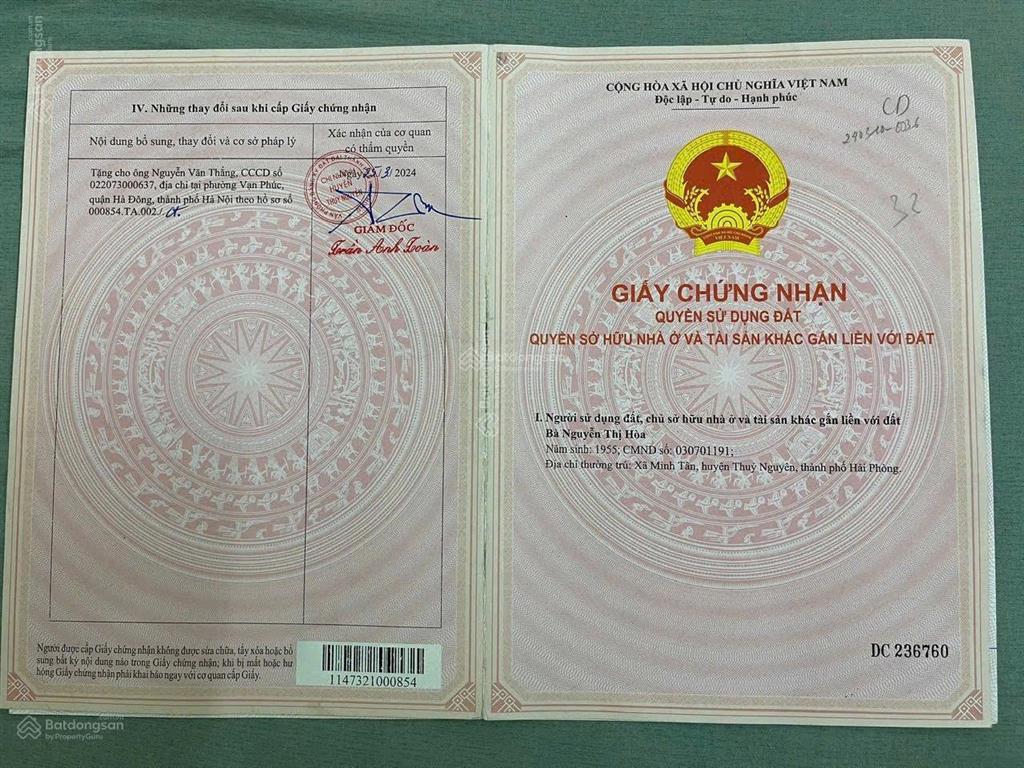 IV. Những thay đổi sau khi cấp Giấy chứng nhận
Nội dung bổ sung, thay đổi và cơ sở pháp lý
Xác nhận của cơ quan
có thẩm quyền
Tặng cho ông Nguyễn Văn Thắng, CCCD số
022073000637, địa chỉ tại phường Vạn Phúc,
quận Hà Đông, thành phố Hà Nội theo hồ sơ số
000854.TA.002./.
Ngày 25/3/2024
CHI NHÁNH
HUYỆN
THUỶ NGUYÊN
GIÁM ĐỐC
Trần Anh Toàn
Người được cấp Giấy chứng nhận không được sửa chữa, tẩy xóa hoặc bổ
sung bất kỳ nội dung nào trong Giấy chứng nhận; khi bị mất hoặc hư
hỏng Giấy chứng nhận phải khai báo ngay với cơ quan cấp Giấy.
1147321000854
CỘNG HÒA XÃ HỘI CHỦ NGHĨA VIỆT NAM
Độc lập - Tự do - Hạnh phúc
CD
32
VIỆT NAM
GIẤY CHỨNG NHẬN
QUYỀN SỬ DỤNG ĐẤT
QUYỀN SỞ HỮU NHÀ Ở VÀ TÀI SẢN KHÁC GẮN LIỀN VỚI ĐẤT
I. Người sử dụng đất, chủ sở hữu nhà ở và tài sản khác gắn liền với đất
Bà Nguyễn Thị Hòa
Năm sinh: 1955; CMND số: 030701191;
Địa chỉ thường trú: Xã Minh Tân, huyện Thuỷ Nguyên, thành phố Hải Phòng.
DC 236760
Batdongsan
by PropertyGuru